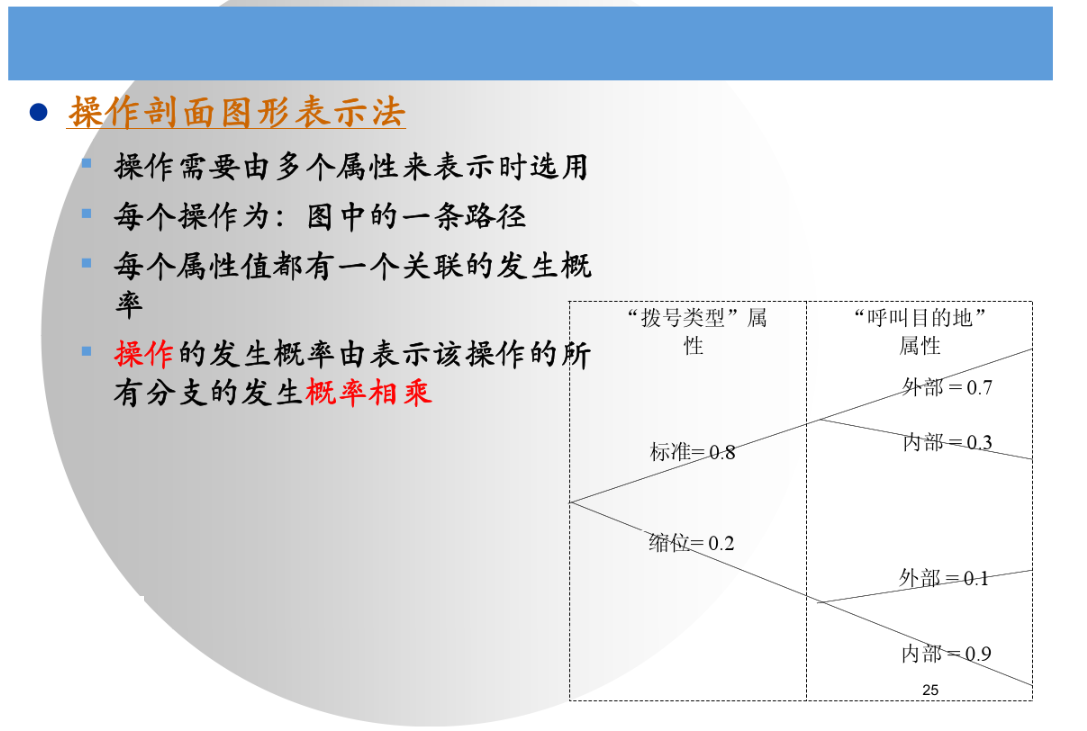 操作剖面图形表示法
操作需要由多个属性来表示时选用
每个操作为：图中的一条路径
每个属性值都有一个关联的发生概
率
操作的发生概率由表示该操作的所
有分支的发生概率相乘
“拨号类型”属
性
“呼叫目的地”
属性
外部 = 0.7
内部 = 0.3
标准= 0.8
缩位= 0.2
外部 = 0.1
内部 = 0.9
25